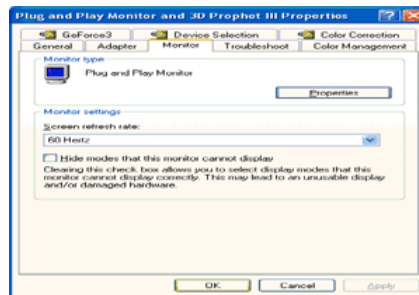 Plug and Play Monitor and 3D Prophet III Properties
GeForce3 Device Selection Color Correction
General Adapter Monitor Troubleshoot Color Management
Monitor type
Plug and Play Monitor
Properties
Monitor settings
Screen refresh rate:
60 Hertz
Hide modes that this monitor cannot display
Clearing this check box allows you to select display modes that this
monitor cannot display correctly. This may lead to an unusable display
and/or damaged hardware.
OK Cancel Apply